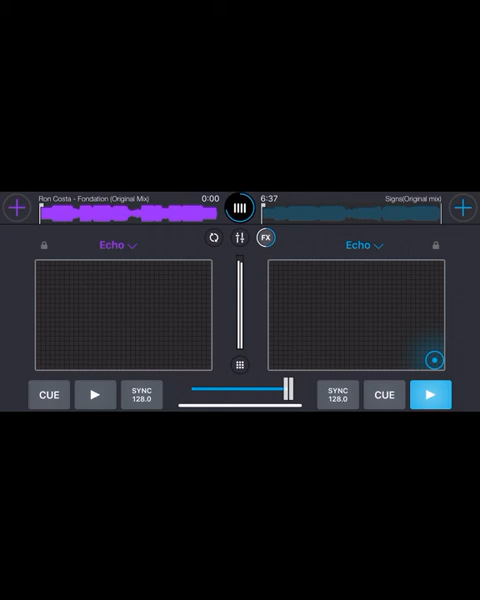 Ron Costa - Fondation (Original Mix) 0:00
6:37 Signs(Original mix)
FX
Echo
Echo
CUE
SYNC
128.0
SYNC
128.0
CUE